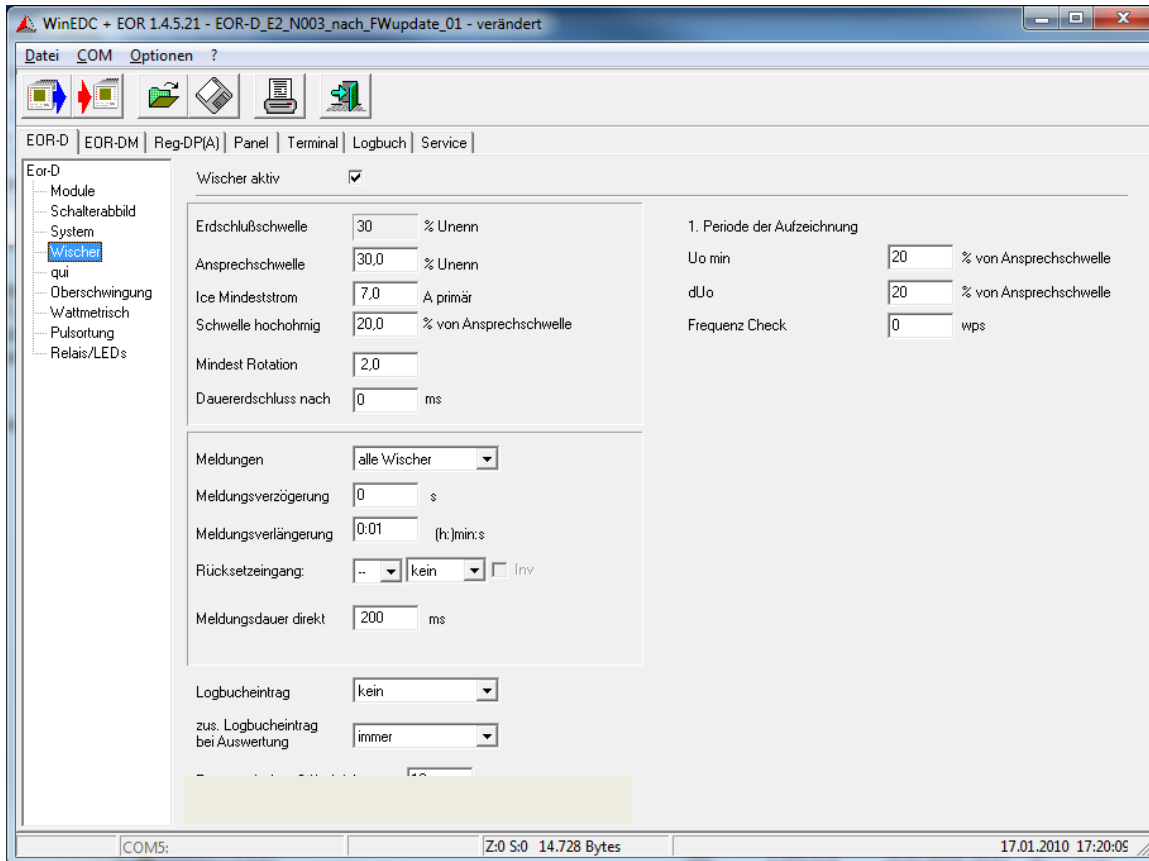 WinEDC + EOR 1.4.5.21 - EOR-D_E2_N003_nach_FWupdate_01 - verändert
Datei COM Optionen ?
EOR-D EOR-DM Reg-DP(A) Panel Terminal Logbuch Service
Eor-D
Module
Schalterabbild
System
Wischer
qui
Oberschwingung
Wattmetrisch
Pulsortung
Relais/LEDs
Wischer aktiv
Erdschlußschwelle 30 % Unenn
Ansprechschwelle 30,0 % Unenn
Ice Mindeststrom 7,0 A primär
Schwelle hochohmig 20,0 % von Ansprechschwelle
Mindest Rotation 2,0
Dauererdschluss nach 0 ms
Meldungen alle Wischer
Meldungsverzögerung 0 s
Meldungsverlängerung 0:01 (h:)min:s
Rücksetzeingang: -- kein Inv
Meldungsdauer direkt 200 ms
Logbucheintrag kein
zus. Logbucheintrag
bei Auswertung immer
1. Periode der Aufzeichnung
Uo min 20 % von Ansprechschwelle
dUo 20 % von Ansprechschwelle
Frequenz Check 0 wps
COM5: Z:0 S:0 14.728 Bytes 17.01.2010 17:20:09